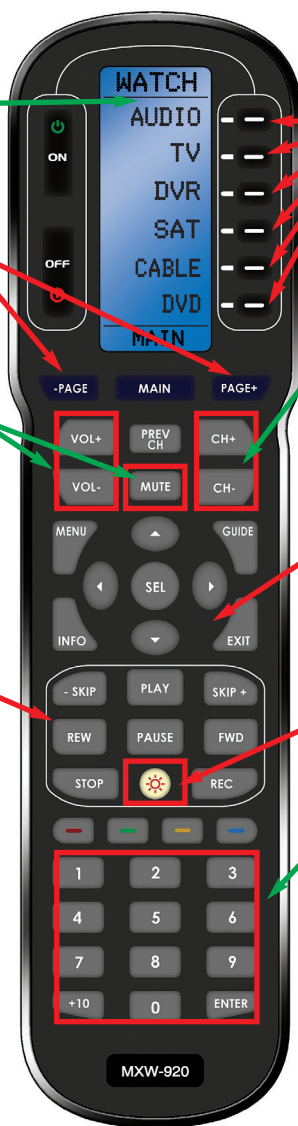 WATCH
AUDIO
ON
TV
DVR
SAT
OFF
CABLE
DVD
MAIN
-PAGE MAIN PAGE+
VOL+ PREV CH CH+
VOL- MUTE CH-
MENU GUIDE
SEL
INFO EXIT
- SKIP PLAY SKIP +
REW PAUSE FWD
STOP REC
1 2 3
4 5 6
7 8 9
+10 0 ENTER
MXW-920